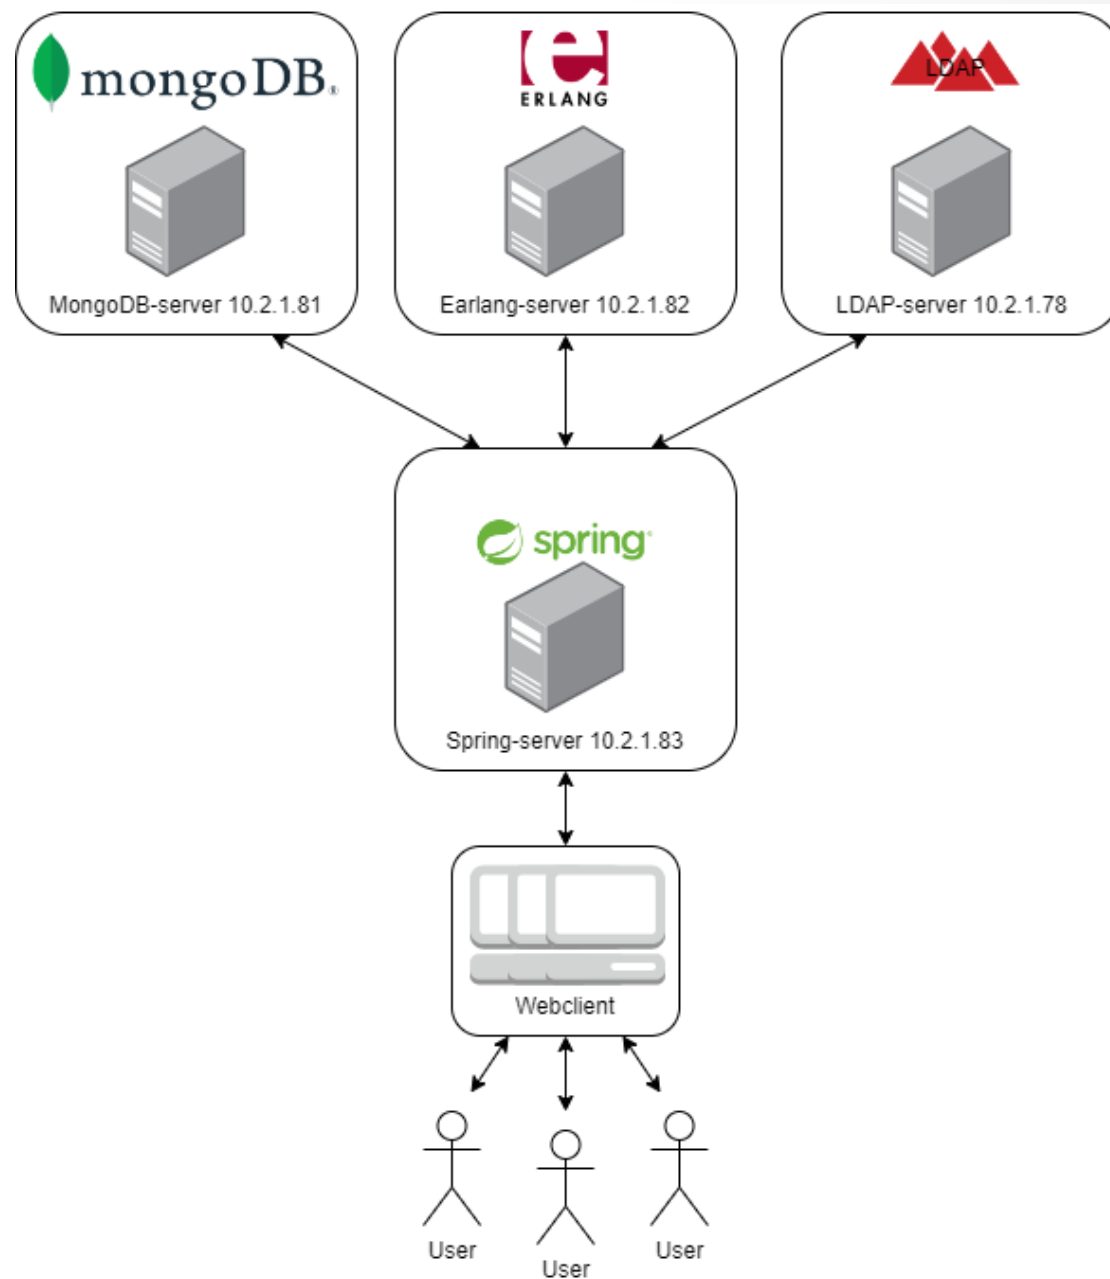 mongoDB®
ERLANG
LDAP
MongoDB-server 10.2.1.81
Earlang-server 10.2.1.82
LDAP-server 10.2.1.78
spring
Spring-server 10.2.1.83
Webclient
User
User
User